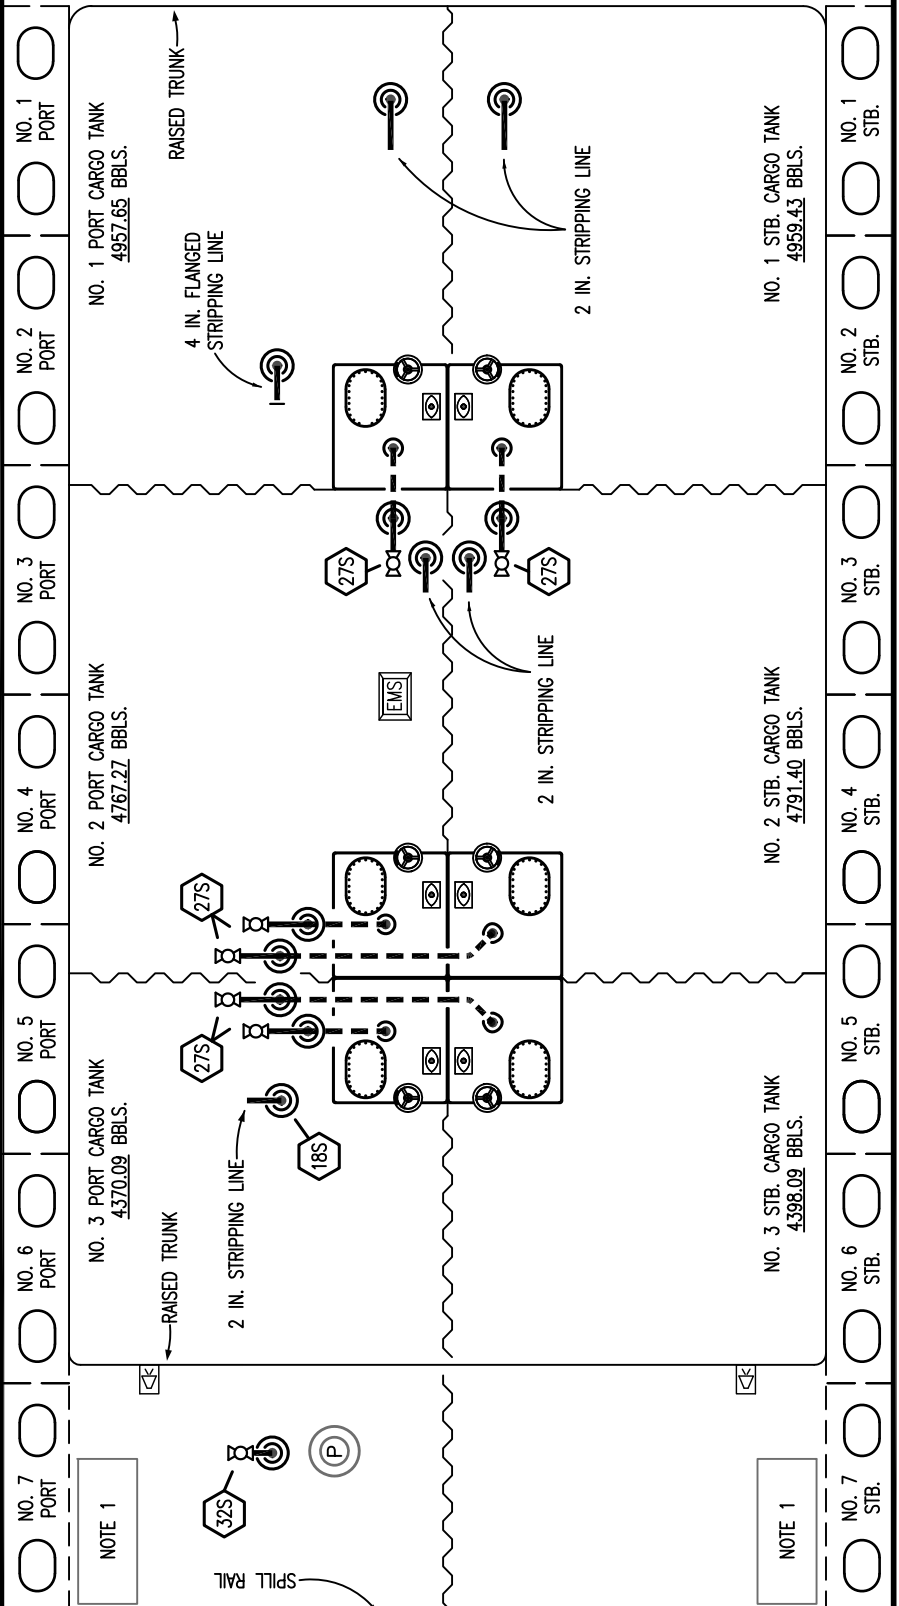 NO. 1
PORT
NO. 2
PORT
NO. 3
PORT
NO. 4
PORT
NO. 5
PORT
NO. 6
PORT
NO. 7
PORT
RAISED TRUNK
NO. 1 PORT CARGO TANK
4957.65 BBLS.
4 IN. FLANGED
STRIPPING LINE
2 IN. STRIPPING LINE
NO. 1 STB. CARGO TANK
4959.43 BBLS.
27S
27S
NO. 2 PORT CARGO TANK
4767.27 BBLS.
EMS
2 IN. STRIPPING LINE
NO. 2 STB. CARGO TANK
4791.40 BBLS.
27S
27S
18S
NO. 3 PORT CARGO TANK
4370.09 BBLS.
2 IN. STRIPPING LINE
RAISED TRUNK
NO. 3 STB. CARGO TANK
4398.09 BBLS.
32S
P
NOTE 1
NOTE 1
SPILL RAIL
NO. 1
STB.
NO. 2
STB.
NO. 3
STB.
NO. 4
STB.
NO. 5
STB.
NO. 6
STB.
NO. 7
STB.